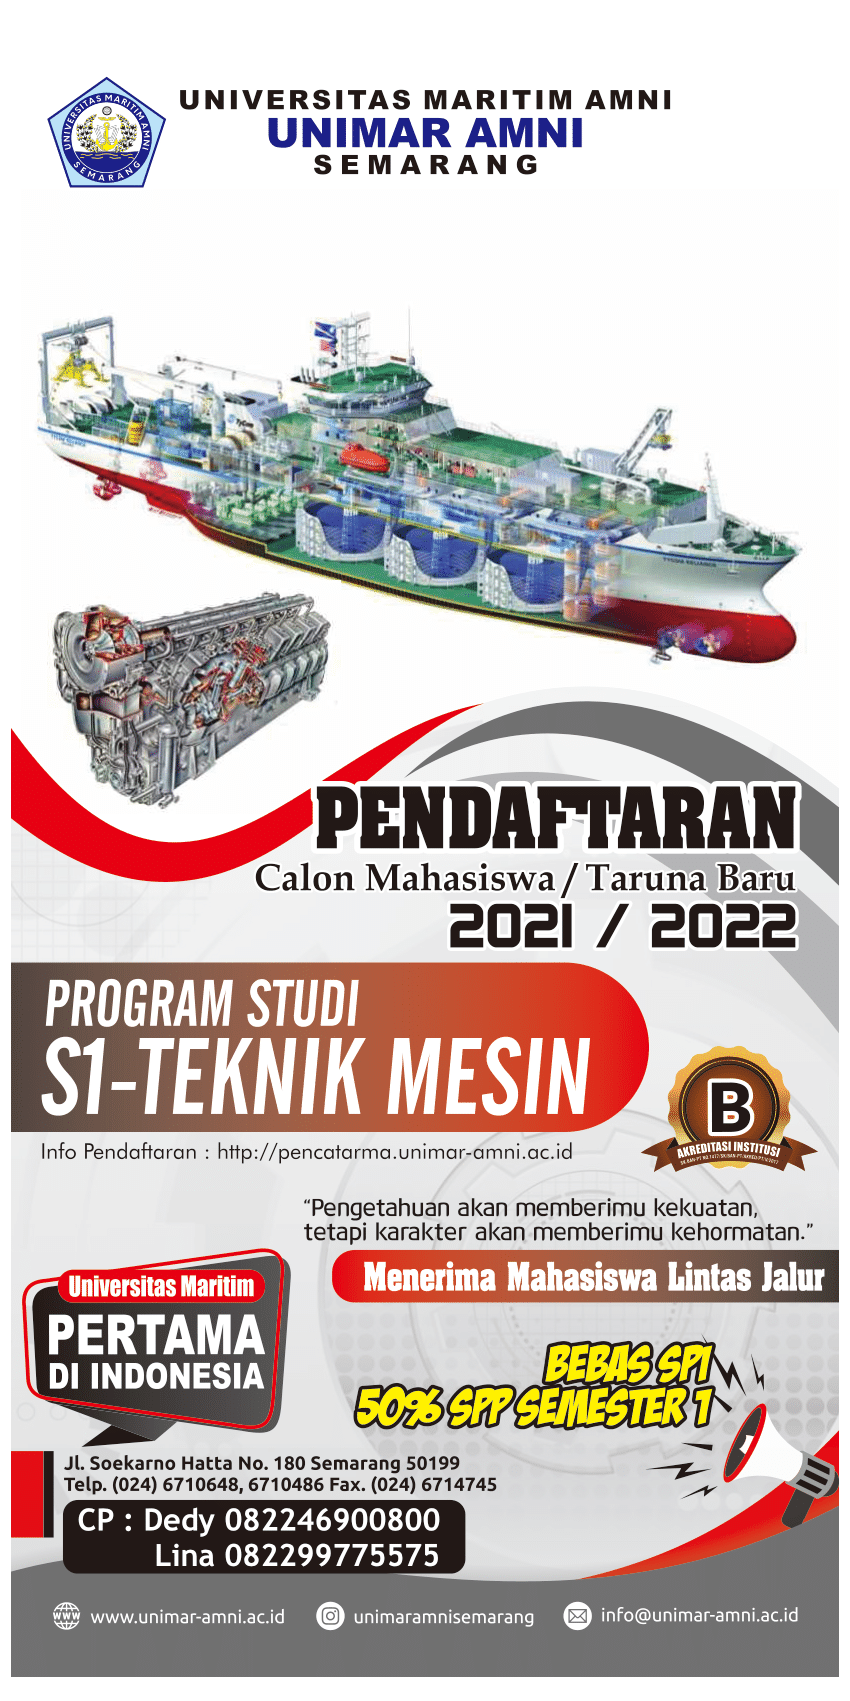 UNIVERSITAS MARITIM AMNI
SEMARANG
UNIVERSITAS MARITIM AMNI
UNIMAR AMNI
SEMARANG
PENDAFTARAN
Calon Mahasiswa / Taruna Baru
2021 / 2022
PROGRAM STUDI
S1-TEKNIK MESIN
Info Pendaftaran : http://pencatarma.unimar-amni.ac.id
B
AKREDITASI INSTITUSI
“Pengetahuan akan memberimu kekuatan,
tetapi karakter akan memberimu kehormatan.”
Menerima Mahasiswa Lintas Jalur
Universitas Maritim
PERTAMA
DI INDONESIA
BEBAS SPI
50% SPP SEMESTER 1
Jl. Soekarno Hatta No. 180 Semarang 50199
Telp. (024) 6710648, 6710486 Fax. (024) 6714745
CP : Dedy 082246900800
Lina 082299775575
www.unimar-amni.ac.id
unimaramnisemarang
info@unimar-amni.ac.id